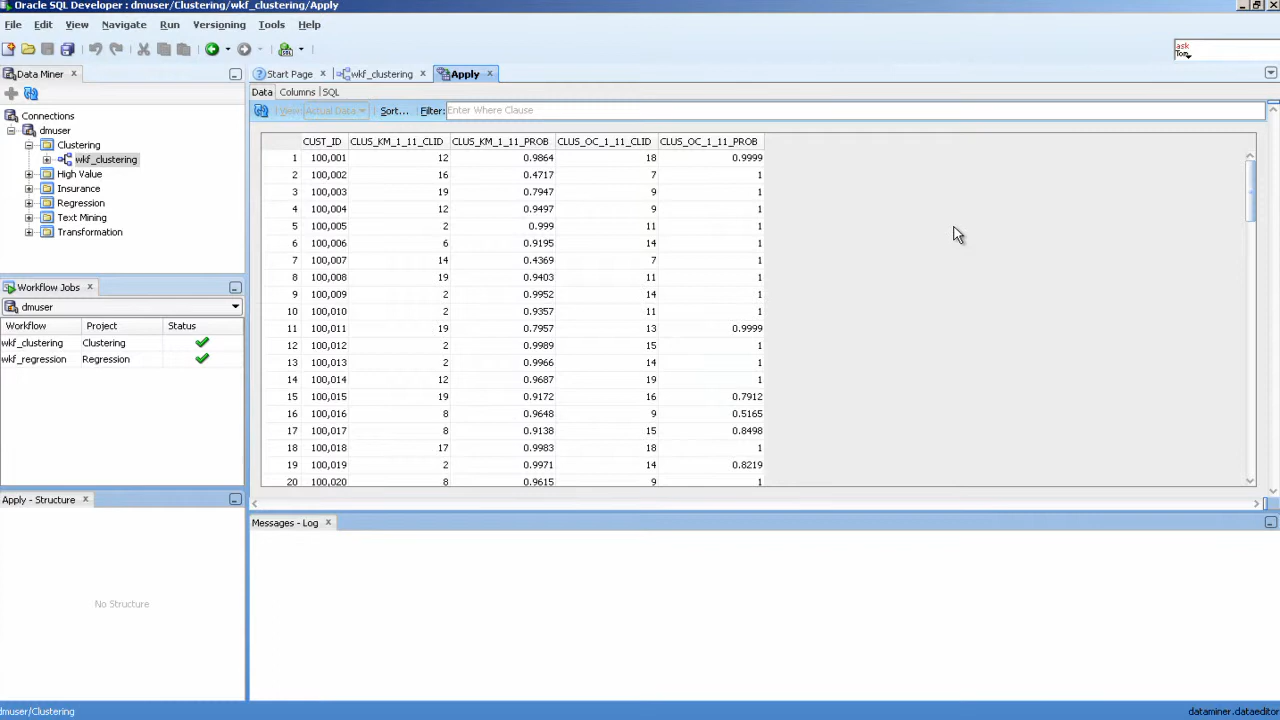 Oracle SQL Developer : dmuser/Clustering/wkf_clustering/Apply
File Edit View Navigate Run Versioning Tools Help
ask
Tom
Data Miner
Start Page wkf_clustering Apply
Data Columns SQL
View: Actual Data Sort... Filter: Enter Where Clause
Connections
dmuser
Clustering
wkf_clustering
High Value
Insurance
Regression
Text Mining
Transformation
CUST_ID CLUS_KM_1_11_CLID CLUS_KM_1_11_PROB CLUS_OC_1_11_CLID CLUS_OC_1_11_PROB
1 100,001 12 0.9864 18 0.9999
2 100,002 16 0.4717 7 1
3 100,003 19 0.7947 9 1
4 100,004 12 0.9497 9 1
5 100,005 2 0.999 11 1
6 100,006 6 0.9195 14 1
7 100,007 14 0.4369 7 1
8 100,008 19 0.9403 11 1
9 100,009 2 0.9952 14 1
10 100,010 2 0.9357 11 1
11 100,011 19 0.7957 13 0.9999
12 100,012 2 0.9989 15 1
13 100,013 2 0.9966 14 1
14 100,014 12 0.9687 19 1
15 100,015 19 0.9172 16 0.7912
16 100,016 8 0.9648 9 0.5165
17 100,017 8 0.9138 15 0.8498
18 100,018 17 0.9983 18 1
19 100,019 2 0.9971 14 0.8219
20 100,020 8 0.9615 9 1
Workflow Jobs
dmuser
Workflow Project Status
wkf_clustering Clustering
wkf_regression Regression
Apply - Structure
No Structure
Messages - Log
dmuser/Clustering
dataminer.dataeditor